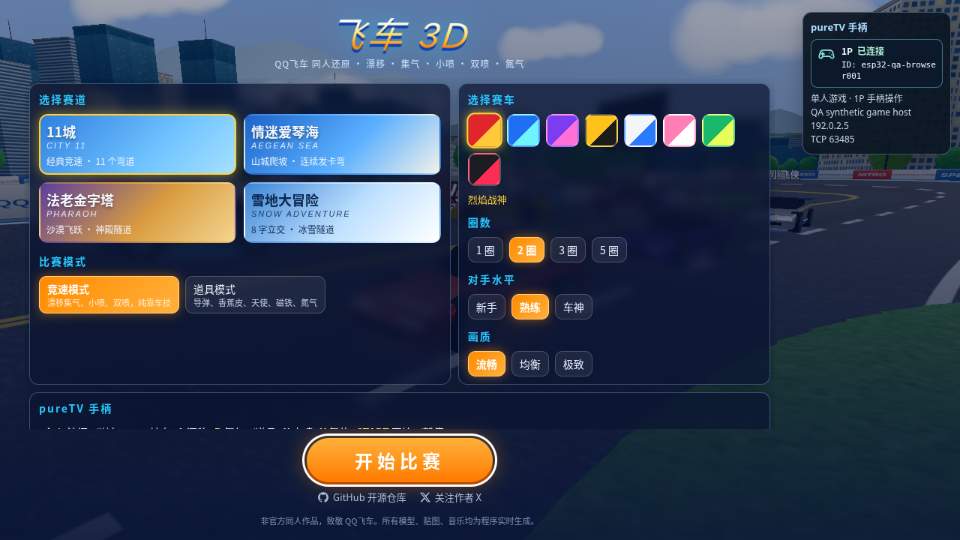 飞车 3D
QQ飞车 同人还原 • 漂移 • 集气 • 小喷 • 双喷 • 氮气
选择赛道
11城
CITY 11
经典竞速 • 11 个弯道
情迷爱琴海
AEGEAN SEA
山城爬坡 • 连续发卡弯
法老金字塔
PHARAOH
沙漠飞跃 • 神殿隧道
雪地大冒险
SNOW ADVENTURE
8 字立交 • 冰雪隧道
比赛模式
竞速模式
漂移集气、小喷、双喷，纯靠车技
道具模式
导弹、香蕉皮、天使、磁铁、氮气
选择赛车
烈焰战神
圈数
1 圈
2 圈
3 圈
5 圈
对手水平
新手
熟练
车神
画质
流畅
均衡
极致
pureTV 手柄
1P 已连接
ID: esp32-qa-browse
r001
单人游戏 · 1P 手柄操作
QA synthetic game host
192.0.2.5
TCP 63485
pureTV 手柄
开始比赛
GitHub 开源仓库
关注作者 X
非官方同人作品，致敬 QQ飞车。所有模型、贴图、音乐均为程序实时生成。